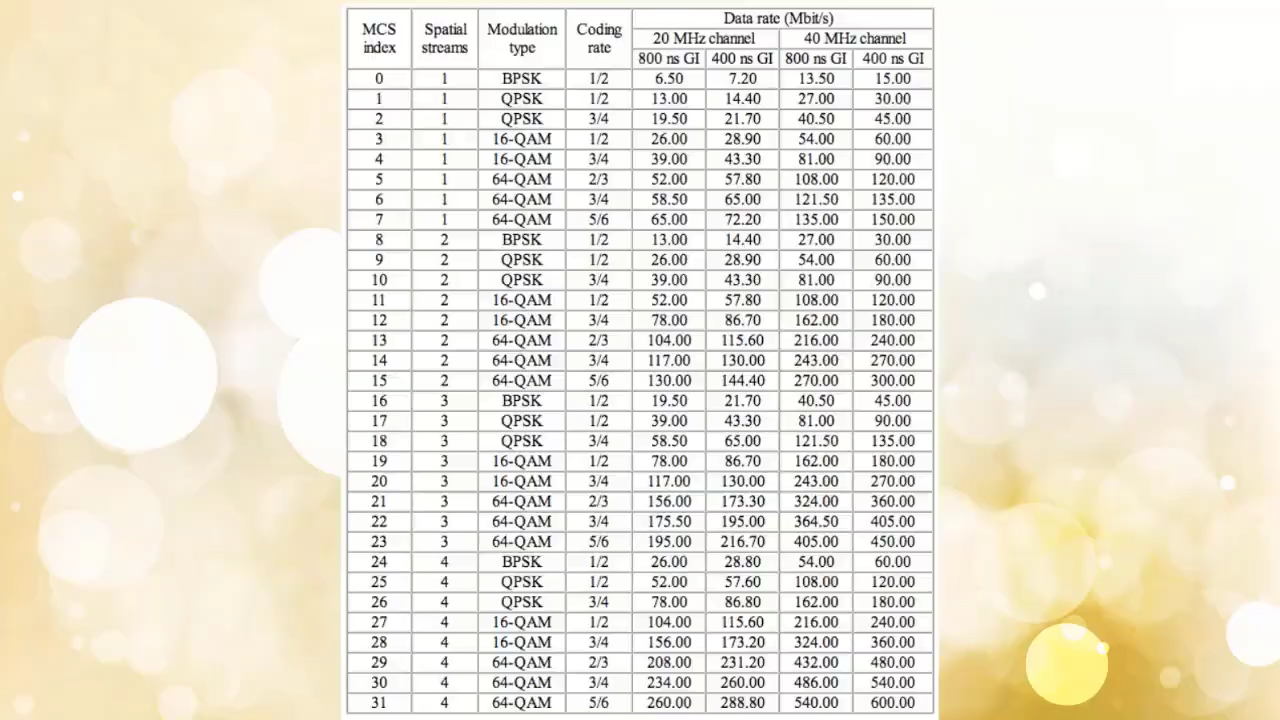 MCS index Spatial streams Modulation type Coding rate Data rate (Mbit/s)
20 MHz channel 40 MHz channel
800 ns GI 400 ns GI 800 ns GI 400 ns GI
0 1 BPSK 1/2 6.50 7.20 13.50 15.00
1 1 QPSK 1/2 13.00 14.40 27.00 30.00
2 1 QPSK 3/4 19.50 21.70 40.50 45.00
3 1 16-QAM 1/2 26.00 28.90 54.00 60.00
4 1 16-QAM 3/4 39.00 43.30 81.00 90.00
5 1 64-QAM 2/3 52.00 57.80 108.00 120.00
6 1 64-QAM 3/4 58.50 65.00 121.50 135.00
7 1 64-QAM 5/6 65.00 72.20 135.00 150.00
8 2 BPSK 1/2 13.00 14.40 27.00 30.00
9 2 QPSK 1/2 26.00 28.90 54.00 60.00
10 2 QPSK 3/4 39.00 43.30 81.00 90.00
11 2 16-QAM 1/2 52.00 57.80 108.00 120.00
12 2 16-QAM 3/4 78.00 86.70 162.00 180.00
13 2 64-QAM 2/3 104.00 115.60 216.00 240.00
14 2 64-QAM 3/4 117.00 130.00 243.00 270.00
15 2 64-QAM 5/6 130.00 144.40 270.00 300.00
16 3 BPSK 1/2 19.50 21.70 40.50 45.00
17 3 QPSK 1/2 39.00 43.30 81.00 90.00
18 3 QPSK 3/4 58.50 65.00 121.50 135.00
19 3 16-QAM 1/2 78.00 86.70 162.00 180.00
20 3 16-QAM 3/4 117.00 130.00 243.00 270.00
21 3 64-QAM 2/3 156.00 173.30 324.00 360.00
22 3 64-QAM 3/4 175.50 195.00 364.50 405.00
23 3 64-QAM 5/6 195.00 216.70 405.00 450.00
24 4 BPSK 1/2 26.00 28.80 54.00 60.00
25 4 QPSK 1/2 52.00 57.60 108.00 120.00
26 4 QPSK 3/4 78.00 86.80 162.00 180.00
27 4 16-QAM 1/2 104.00 115.60 216.00 240.00
28 4 16-QAM 3/4 156.00 173.20 324.00 360.00
29 4 64-QAM 2/3 208.00 231.20 432.00 480.00
30 4 64-QAM 3/4 234.00 260.00 486.00 540.00
31 4 64-QAM 5/6 260.00 288.80 540.00 600.00